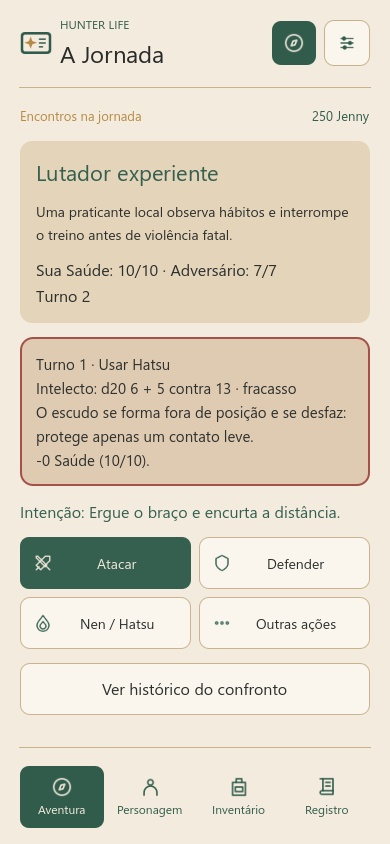 HUNTER LIFE
A Jornada
Encontros na jornada
250 Jenny
Lutador experiente
Uma praticante local observa hábitos e interrompe
o treino antes de violência fatal.
Sua Saúde: 10/10 · Adversário: 7/7
Turno 2
Turno 1 · Usar Hatsu
Intelecto: d20 6 + 5 contra 13 · fracasso
O escudo se forma fora de posição e se desfaz:
protege apenas um contato leve.
-0 Saúde (10/10).
Intenção: Ergue o braço e encurta a distância.
Atacar
Defender
Nen / Hatsu
Outras ações
Ver histórico do confronto
Aventura
Personagem
Inventário
Registro